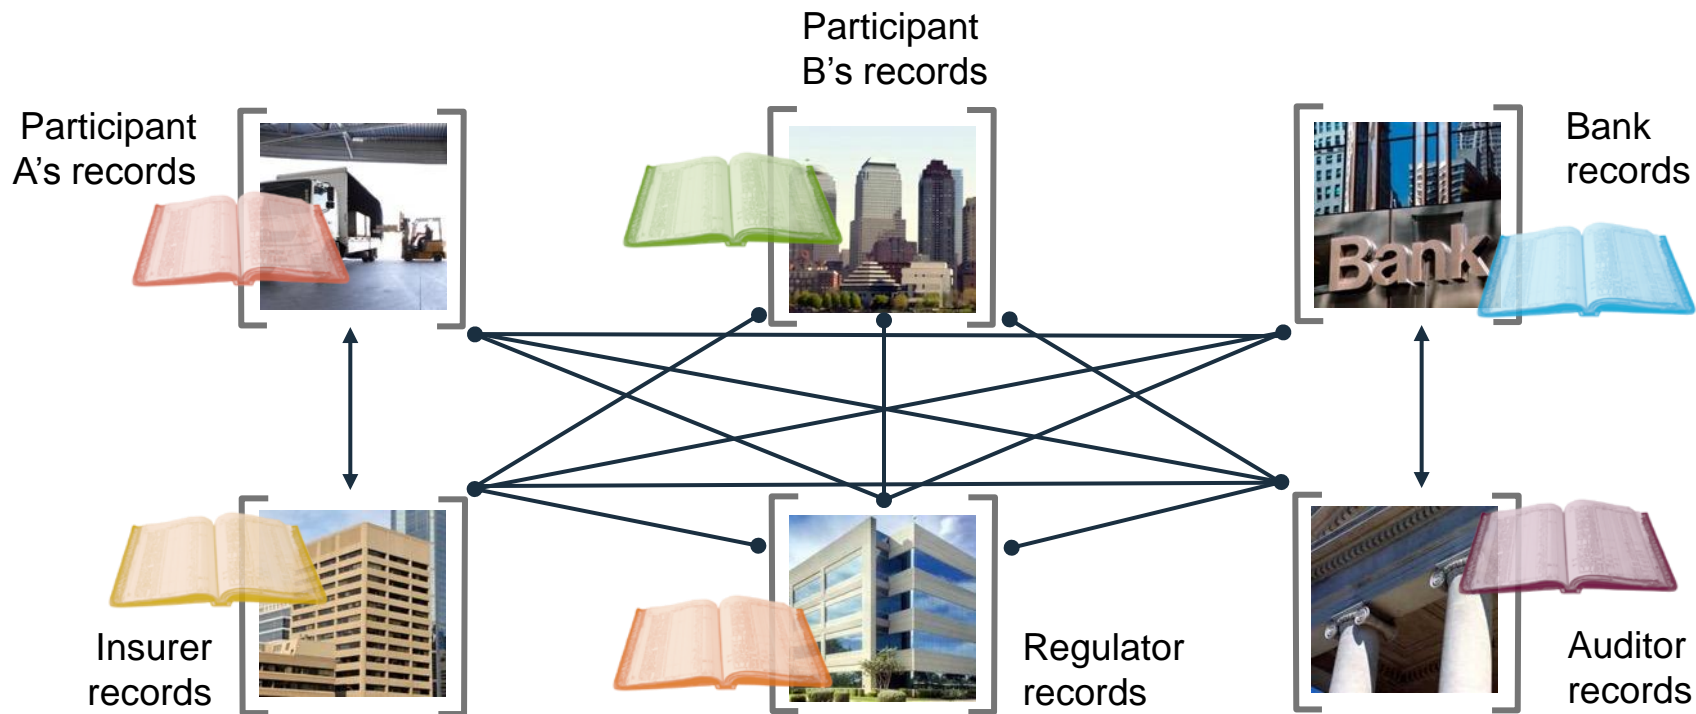 Participant
B’s records
Participant
A’s records
Bank
records
Bank
Insurer
records
Regulator
records
Auditor
records